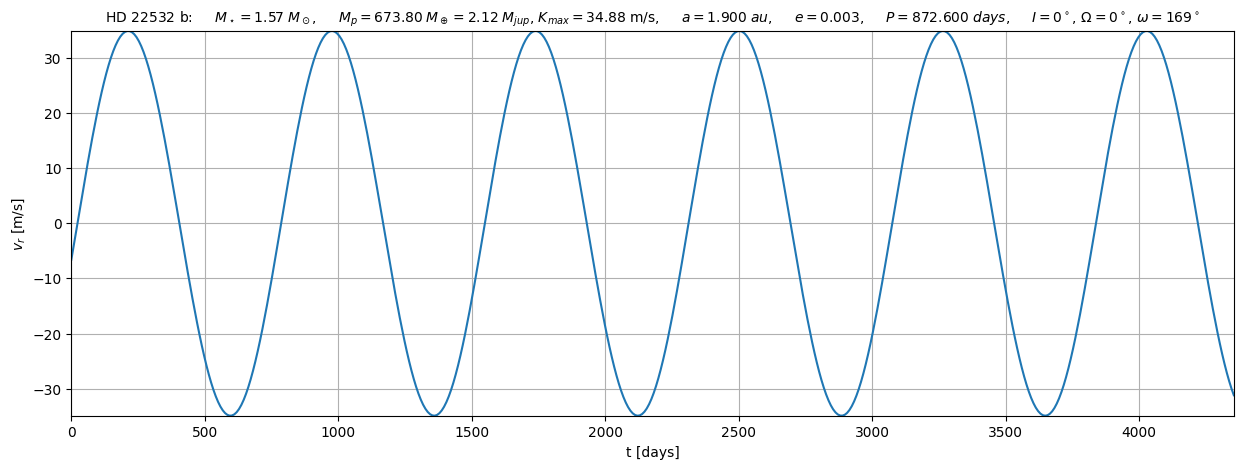 HD 22532 b: M⋆ = 1.57 M⊙, Mp = 673.80 M⊕ = 2.12 Mjup, Kmax = 34.88 m/s, a = 1.900 au, e = 0.003, P = 872.600 days, I = 0°, Ω = 0°, ω = 169°
30
20
10
0
−10
−20
−30
vr [m/s]
0 500 1000 1500 2000 2500 3000 3500 4000
t [days]